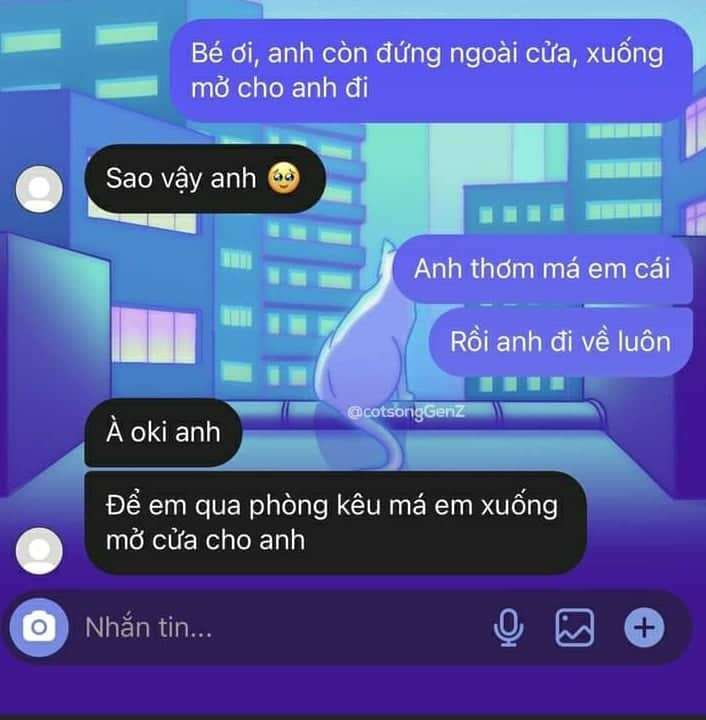 Bé ơi, anh còn đứng ngoài cửa, xuống
mở cho anh đi
Sao vậy anh 🥹
Anh thơm má em cái
Rồi anh đi về luôn
@cotsongGenZ
À oki anh
Để em qua phòng kêu má em xuống
mở cửa cho anh
Nhắn tin...